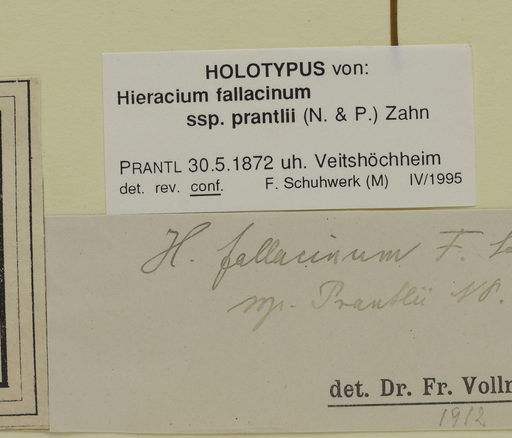 HOLOTYPUS von:
Hieracium fallacinum
ssp. prantlii (N. & P.) Zahn
PRANTL 30.5.1872 uh. Veitshöchheim
det. rev. conf. F. Schuhwerk (M) IV/1995
H. fallacinum F.
ssp. Prantlii NP.
det. Dr. Fr. Vollm
1912